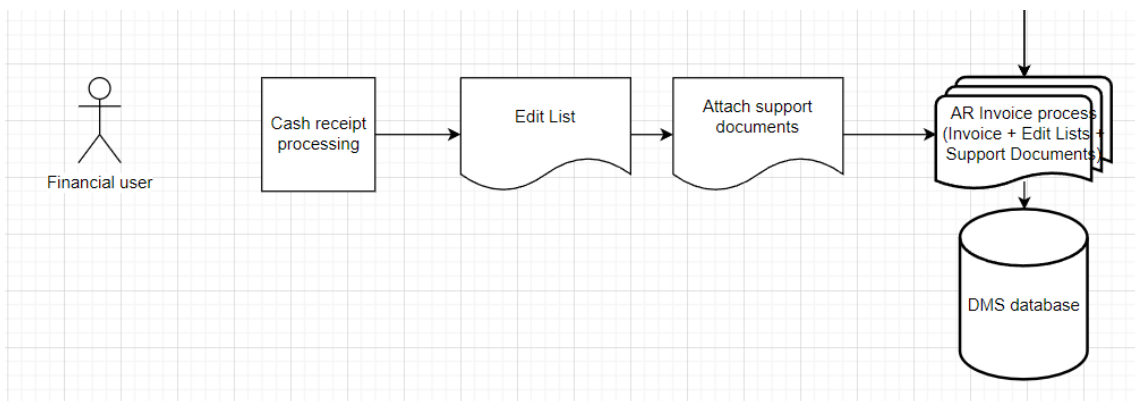 Financial user
Cash receipt
processing
Edit List
Attach support
documents
AR Invoice process
(Invoice + Edit Lists +
Support Documents)
DMS database